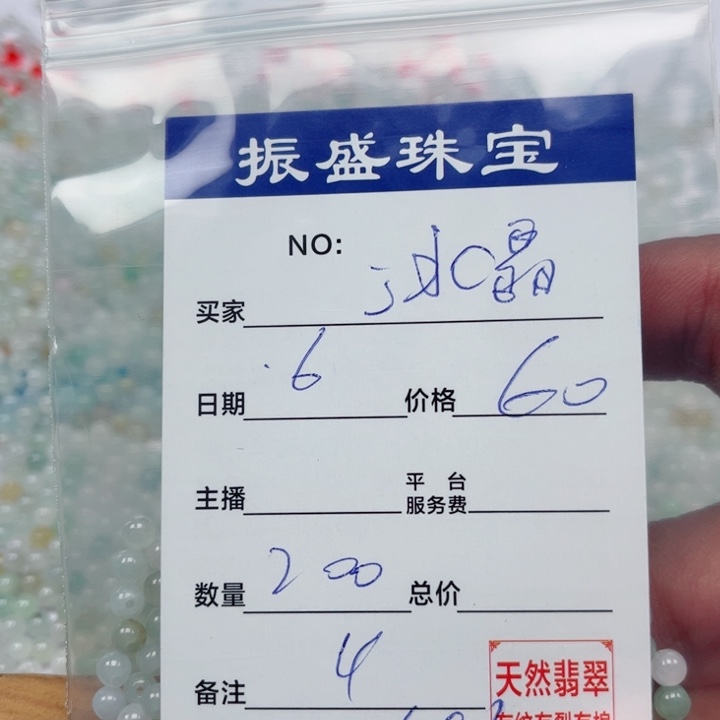 振盛珠宝
NO:
买家 冰晶
日期 .6 价格 60
主播 平台服务费
数量 200 总价
备注 4
天然翡翠